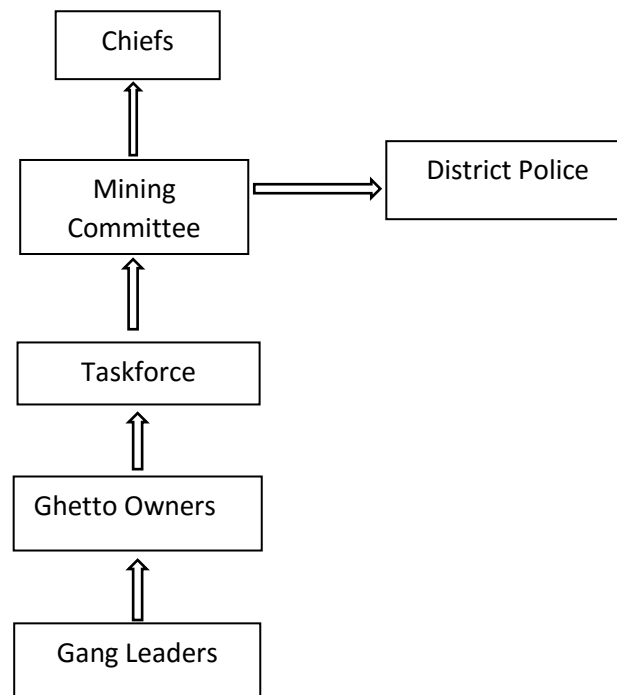 Chiefs
Mining
Committee
District Police
Taskforce
Ghetto Owners
Gang Leaders